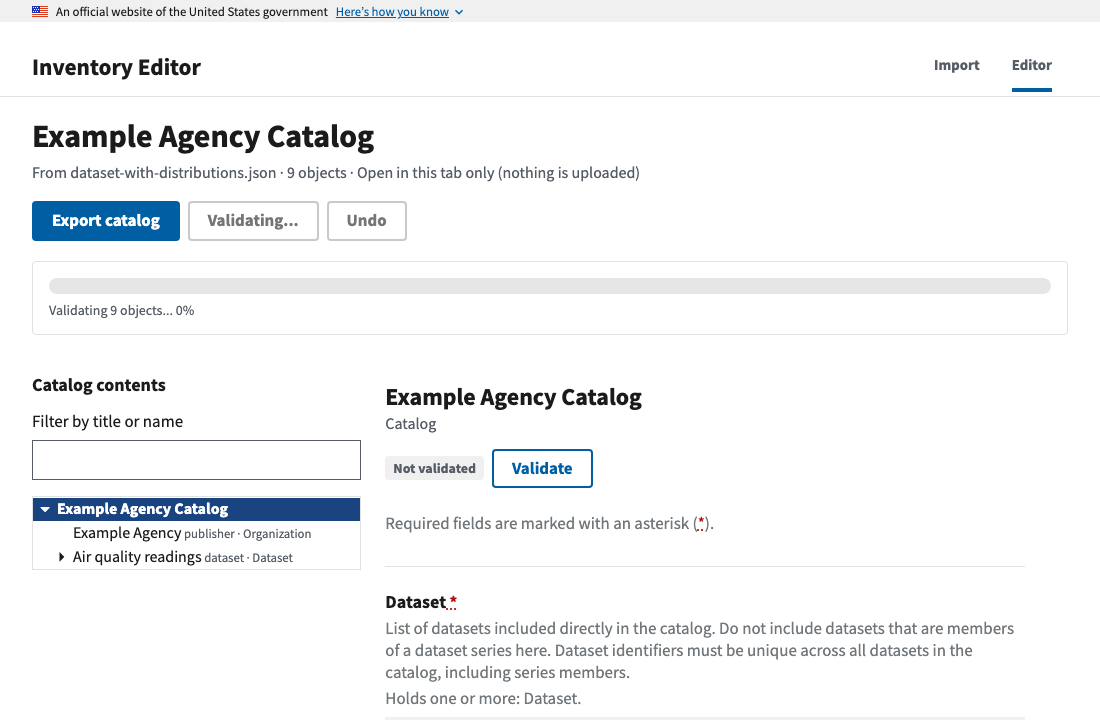 An official website of the United States government Here's how you know
Inventory Editor
Import
Editor
Example Agency Catalog
From dataset-with-distributions.json · 9 objects · Open in this tab only (nothing is uploaded)
Export catalog
Validating...
Undo
Validating 9 objects... 0%
Catalog contents
Filter by title or name
Example Agency Catalog
Example Agency publisher · Organization
Air quality readings dataset · Dataset
Example Agency Catalog
Catalog
Not validated
Validate
Required fields are marked with an asterisk (*).
Dataset *
List of datasets included directly in the catalog. Do not include datasets that are members
of a dataset series here. Dataset identifiers must be unique across all datasets in the
catalog, including series members.
Holds one or more: Dataset.